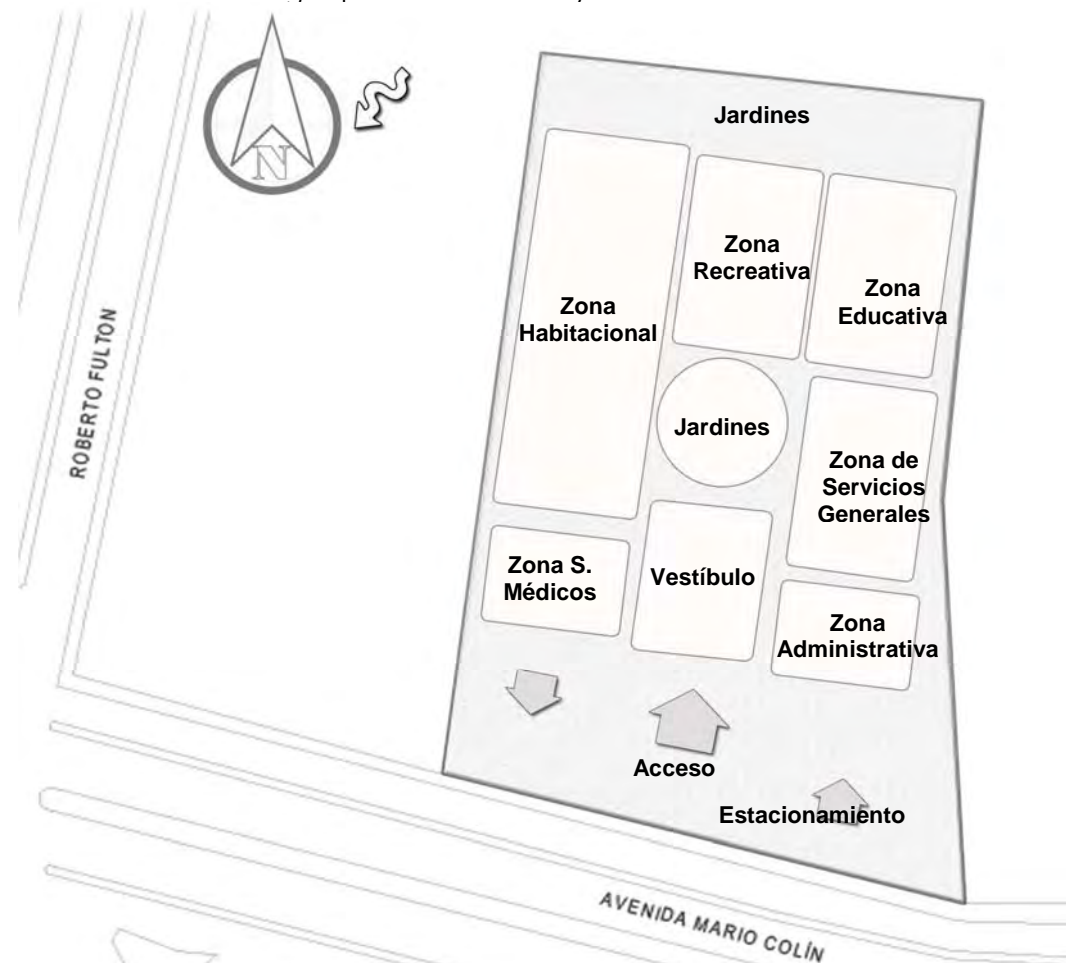 Jardines
N
Zona
Recreativa
Zona
Educativa
Zona
Habitacional
ROBERTO FULTON
Jardines
Zona de
Servicios
Generales
Zona S.
Médicos
Vestíbulo
Zona
Administrativa
Acceso
Estacionamiento
AVENIDA MARIO COLÍN